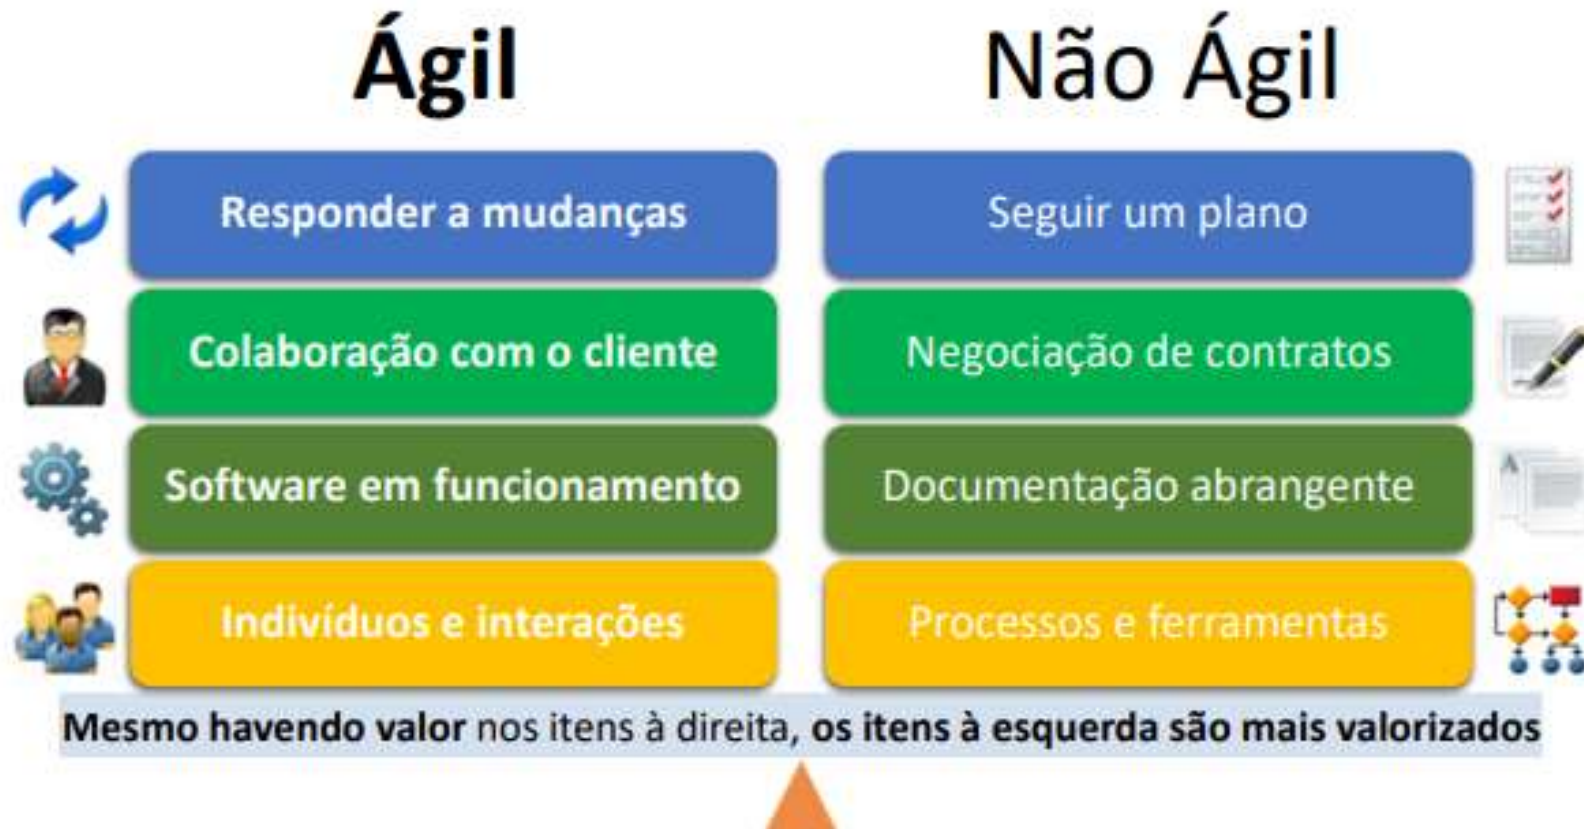 Ágil
Não Ágil
Responder a mudanças
Seguir um plano
Colaboração com o cliente
Negociação de contratos
Software em funcionamento
Documentação abrangente
Indivíduos e interações
Processos e ferramentas
Mesmo havendo valor nos itens à direita, os itens à esquerda são mais valorizados